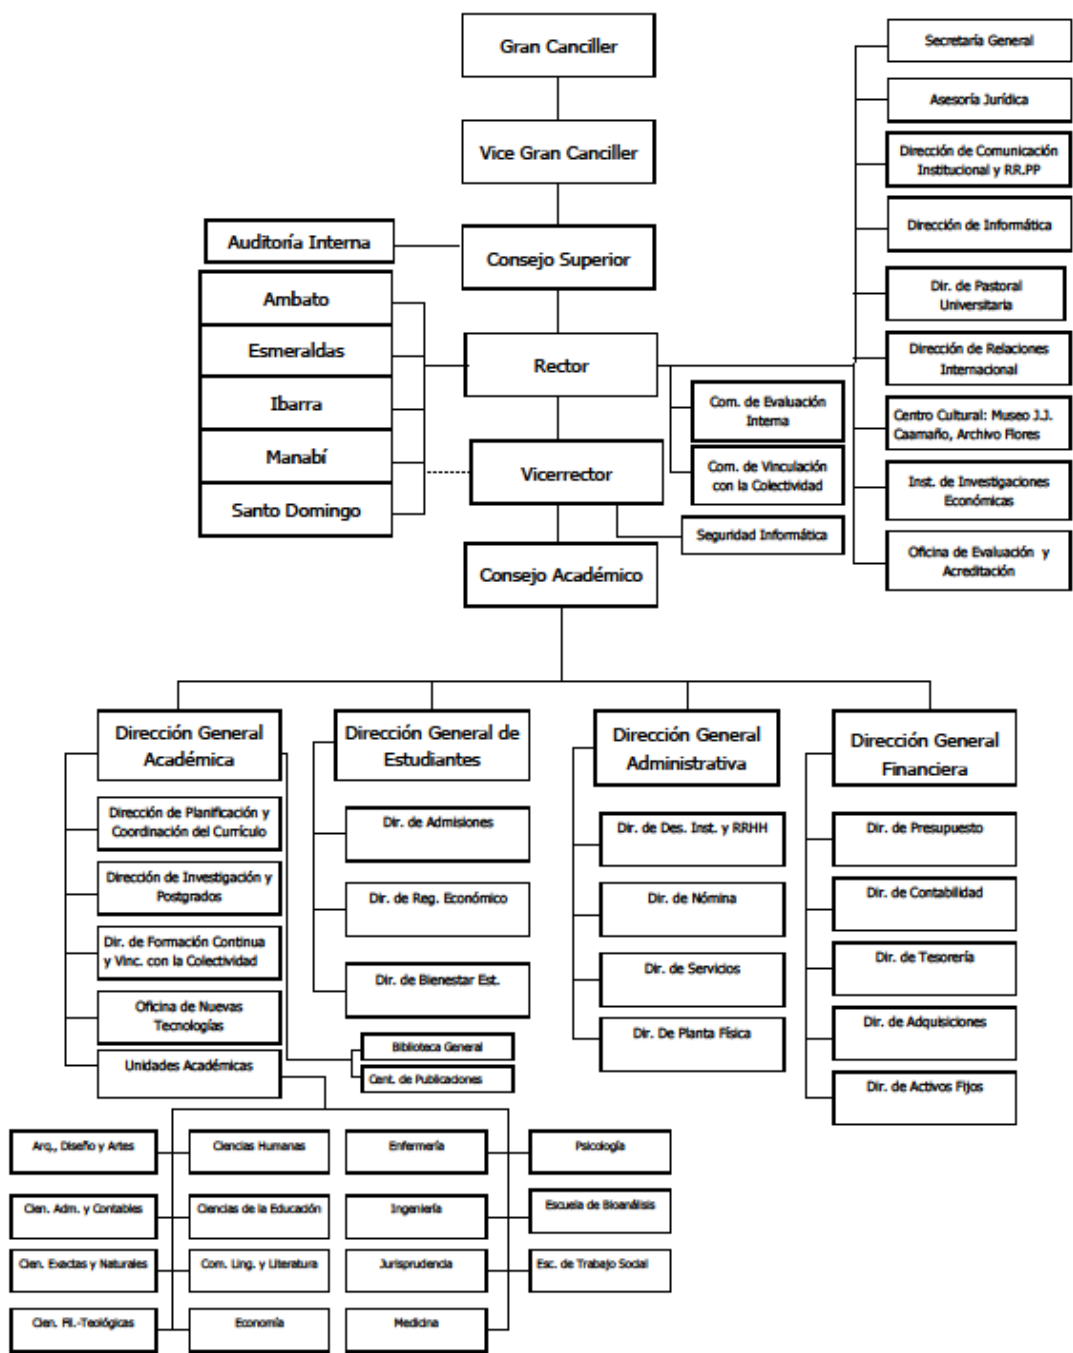 Gran Canciller
Vice Gran Canciller
Auditoría Interna
Consejo Superior
Ambato
Esmeraldas
Ibarra
Manabí
Santo Domingo
Rector
Vicerrector
Consejo Académico
Com. de Evaluación
Interna
Com. de Vinculación
con la Colectividad
Seguridad Informática
Secretaría General
Asesoría Jurídica
Dirección de Comunicación
Institucional y RR.PP
Dirección de Informática
Dir. de Pastoral
Universitaria
Dirección de Relaciones
Internacional
Centro Cultural: Museo J.J.
Caamaño, Archivo Flores
Inst. de Investigaciones
Económicas
Oficina de Evaluación y
Acreditación
Dirección General
Académica
Dirección de Planificación y
Coordinación del Currículo
Dirección de Investigación y
Postgrados
Dir. de Formación Continua
y Vinc. con la Colectividad
Oficina de Nuevas
Tecnologías
Unidades Académicas
Dirección General de
Estudiantes
Dir. de Admisiones
Dir. de Reg. Económico
Dir. de Bienestar Est.
Biblioteca General
Cent. de Publicaciones
Dirección General
Administrativa
Dir. de Des. Inst. y RRHH
Dir. de Nómina
Dir. de Servicios
Dir. De Planta Física
Dirección General
Financiera
Dir. de Presupuesto
Dir. de Contabilidad
Dir. de Tesorería
Dir. de Adquisiciones
Dir. de Activos Fijos
Arq., Diseño y Artes
Ciencias Humanas
Enfermería
Psicología
Cien. Adm. y Contables
Ciencias de la Educación
Ingeniería
Escuela de Bioanálisis
Cien. Exactas y Naturales
Com. Ling. y Literatura
Jurisprudencia
Esc. de Trabajo Social
Cien. Fil.-Teológicas
Economía
Medicina